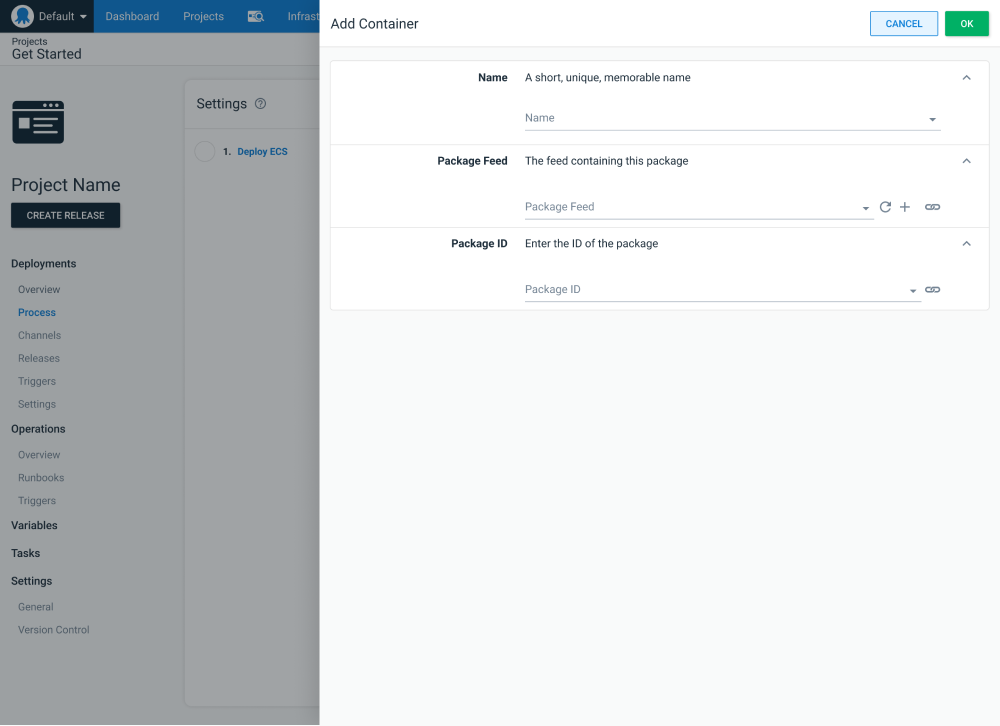 Default
Dashboard
Projects
Infrast
Projects
Get Started
Project Name
CREATE RELEASE
Deployments
Overview
Process
Channels
Releases
Triggers
Settings
Operations
Overview
Runbooks
Triggers
Variables
Tasks
Settings
General
Version Control
Settings
1. Deploy ECS
Add Container
CANCEL
OK
Name A short, unique, memorable name
Name
Package Feed The feed containing this package
Package Feed
Package ID Enter the ID of the package
Package ID